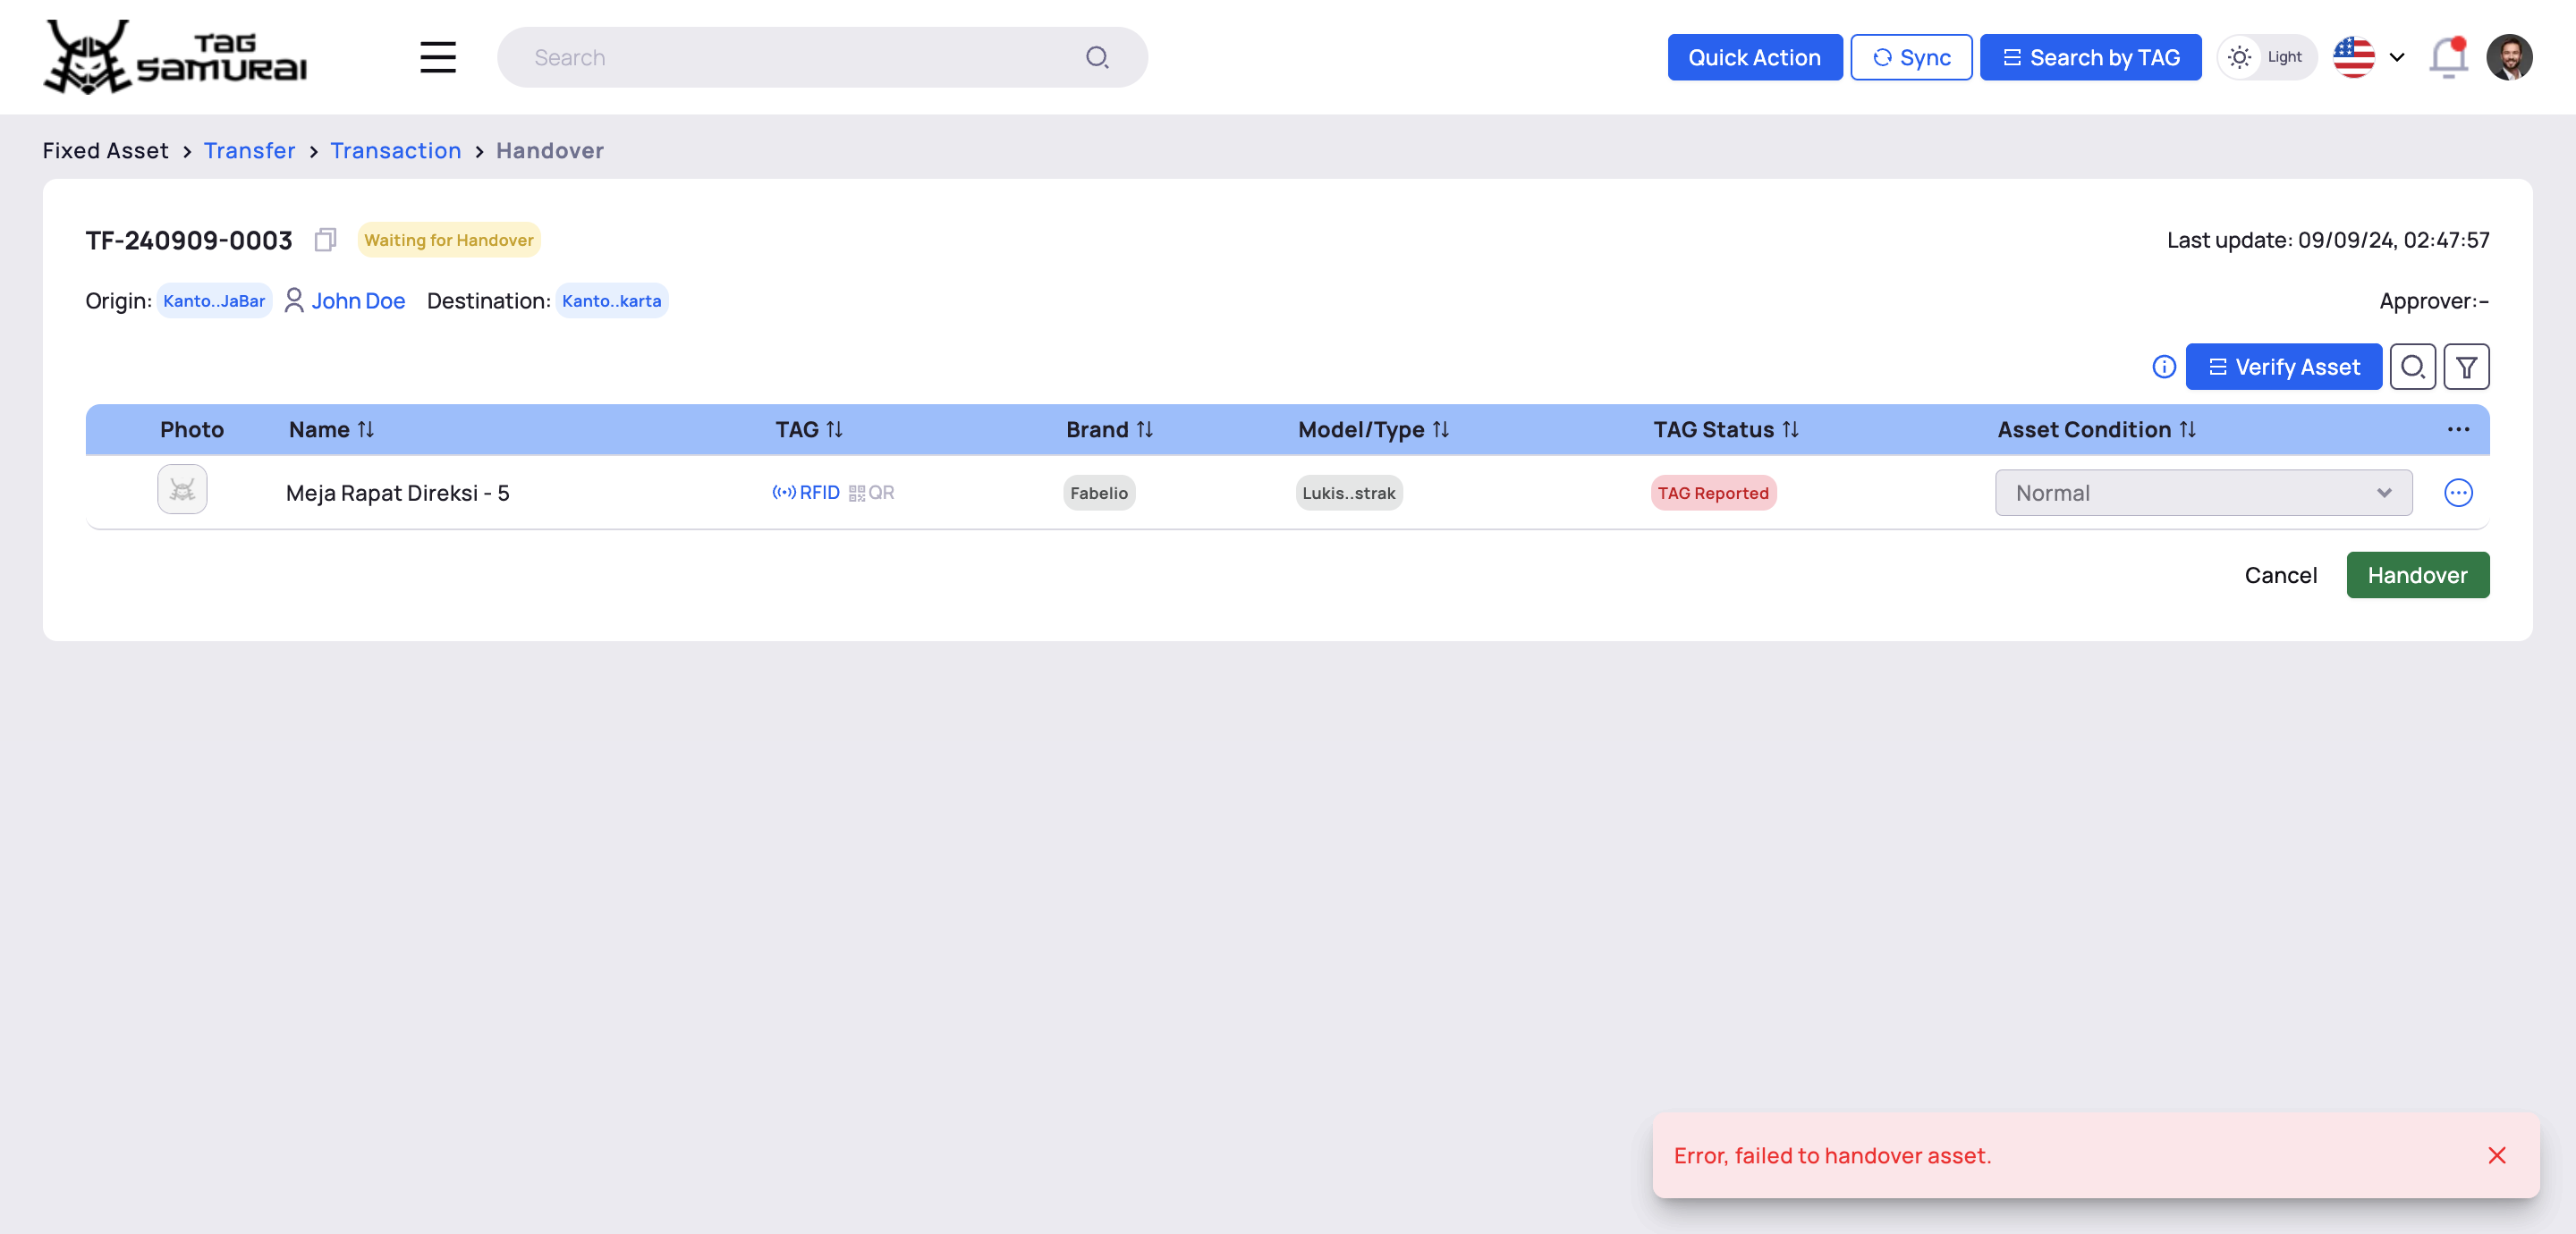 TAG SAMURAI
Search
Quick Action
Sync
Search by TAG
Light
Fixed Asset > Transfer > Transaction > Handover
TF-240909-0003
Waiting for Handover
Last update: 09/09/24, 02:47:57
Origin: Kanto..JaBar John Doe Destination: Kanto..karta
Approver:–
Verify Asset
Photo Name TAG Brand Model/Type TAG Status Asset Condition
Meja Rapat Direksi - 5 RFID QR Fabelio Lukis..strak TAG Reported Normal
Cancel Handover
Error, failed to handover asset.